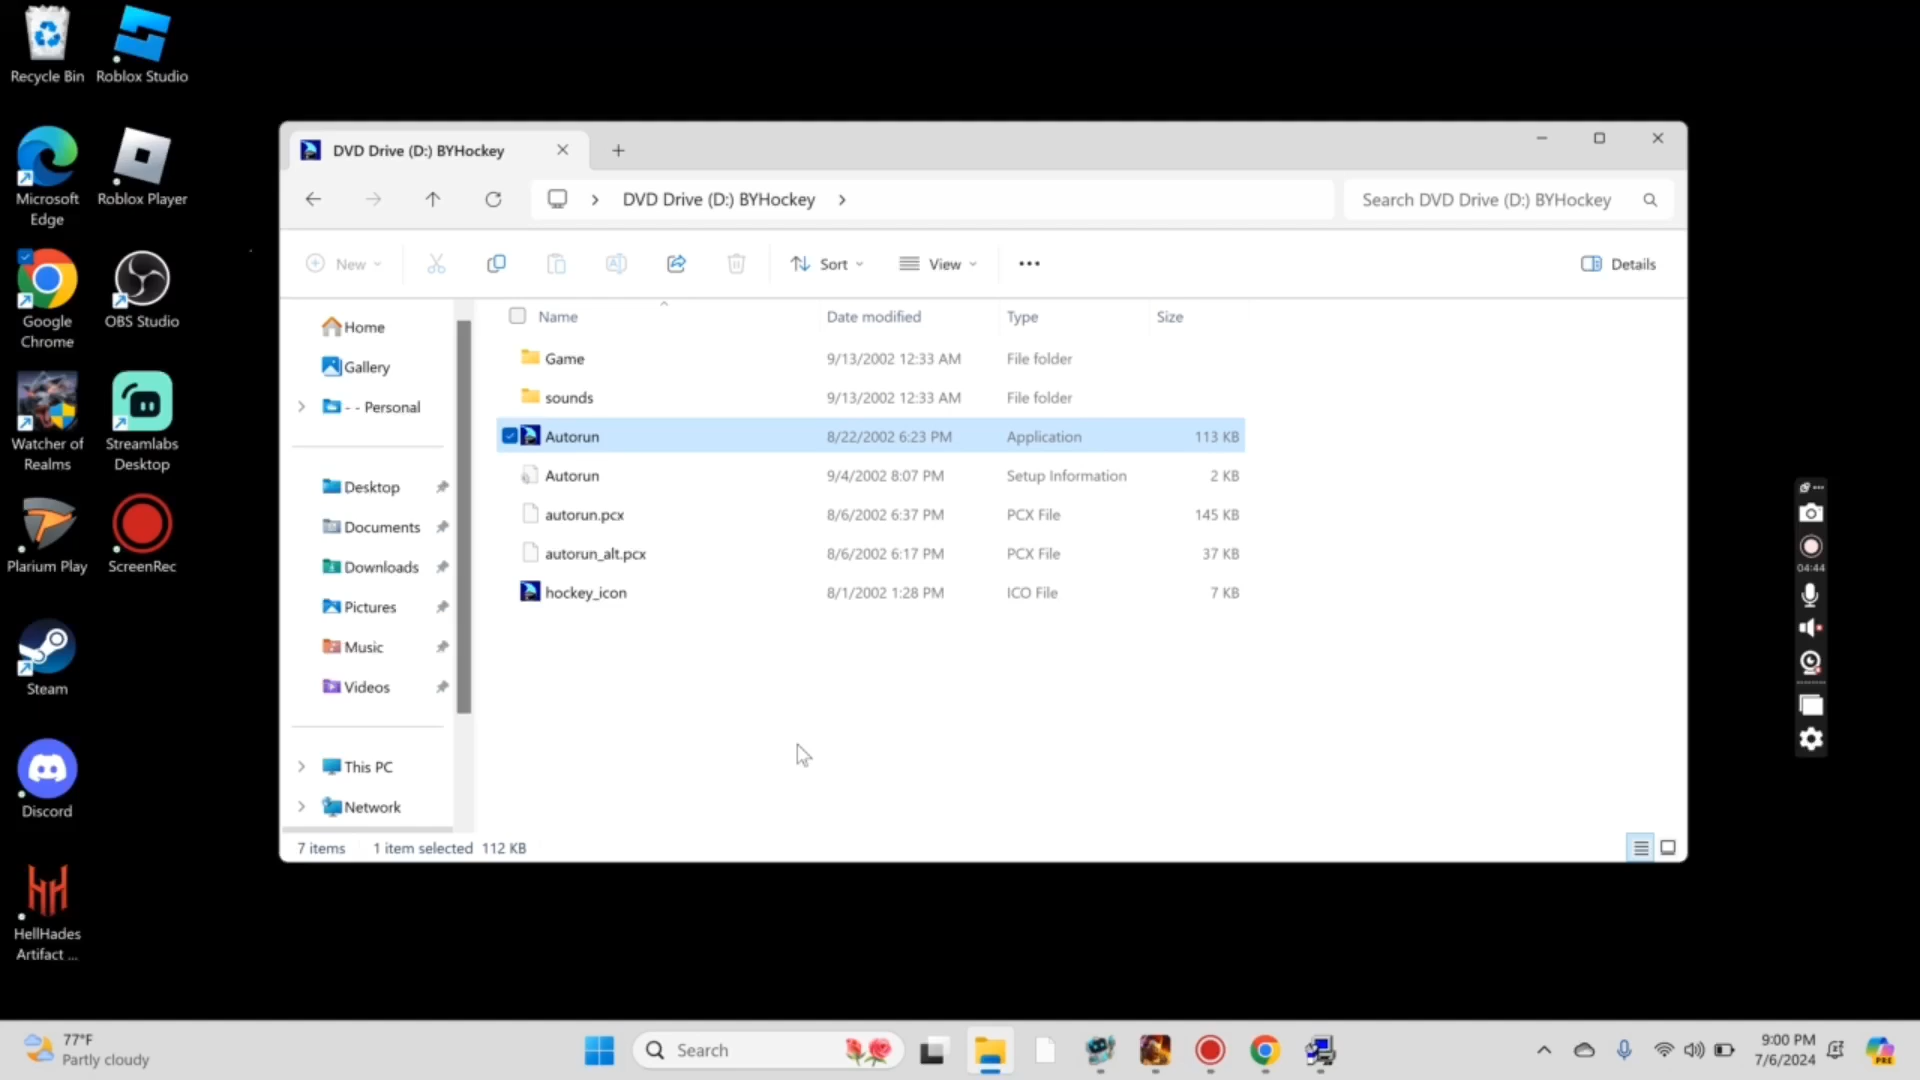 Recycle Bin
Roblox Studio
Microsoft
Edge
Roblox Player
Google
Chrome
OBS Studio
Watcher of
Realms
Streamlabs
Desktop
Plarium Play
ScreenRec
Steam
Discord
HellHades
Artifact ...
DVD Drive (D:) BYHockey
DVD Drive (D:) BYHockey
Search DVD Drive (D:) BYHockey
New
Sort
View
Details
Home
Gallery
- - Personal
Desktop
Documents
Downloads
Pictures
Music
Videos
This PC
Network
Name Date modified Type Size
Game 9/13/2002 12:33 AM File folder
sounds 9/13/2002 12:33 AM File folder
Autorun 8/22/2002 6:23 PM Application 113 KB
Autorun 9/4/2002 8:07 PM Setup Information 2 KB
autorun.pcx 8/6/2002 6:37 PM PCX File 145 KB
autorun_alt.pcx 8/6/2002 6:17 PM PCX File 37 KB
hockey_icon 8/1/2002 1:28 PM ICO File 7 KB
7 items 1 item selected 112 KB
04:44
77°F
Partly cloudy
Search
9:00 PM
7/6/2024
PRE